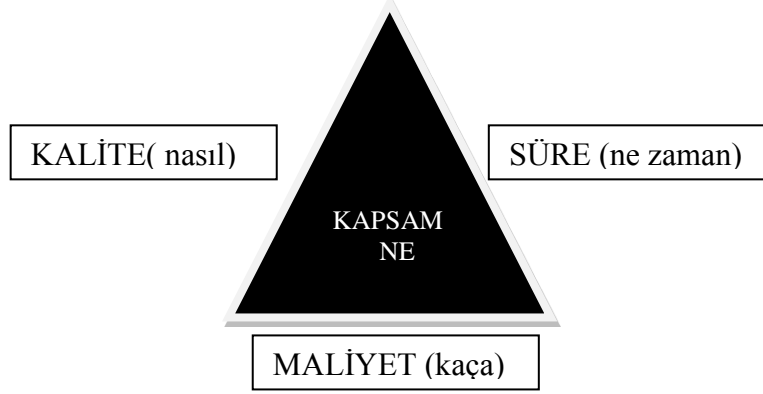 KALİTE( nasıl)
SÜRE (ne zaman)
KAPSAM
NE
MALİYET (kaça)